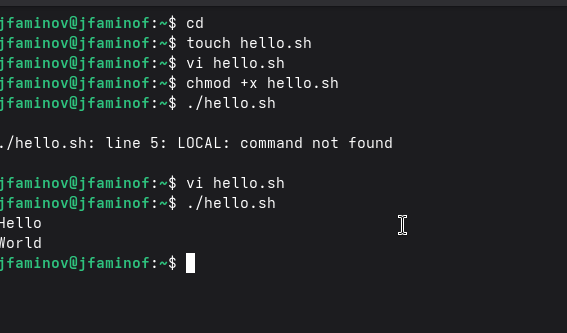 jfaminov@jfaminof:~$ cd
jfaminov@jfaminof:~$ touch hello.sh
jfaminov@jfaminof:~$ vi hello.sh
jfaminov@jfaminof:~$ chmod +x hello.sh
jfaminov@jfaminof:~$ ./hello.sh
./hello.sh: line 5: LOCAL: command not found
jfaminov@jfaminof:~$ vi hello.sh
jfaminov@jfaminof:~$ ./hello.sh
Hello
World
jfaminov@jfaminof:~$